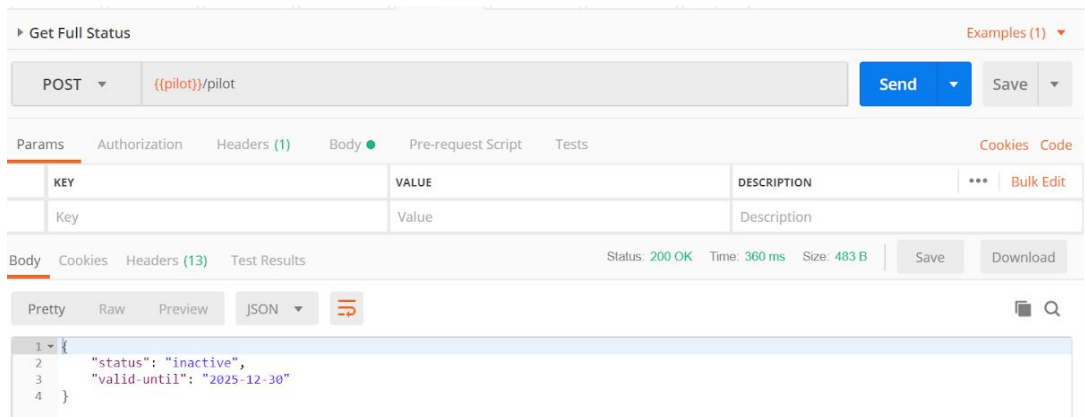 Get Full Status Examples (1)
POST {{pilot}}/pilot Send Save
Params Authorization Headers (1) Body Pre-request Script Tests Cookies Code
KEY VALUE DESCRIPTION ••• Bulk Edit
Key Value Description
Body Cookies Headers (13) Test Results Status: 200 OK Time: 360 ms Size: 483 B Save Download
Pretty Raw Preview JSON
1 {
2 "status": "inactive",
3 "valid-until": "2025-12-30"
4 }